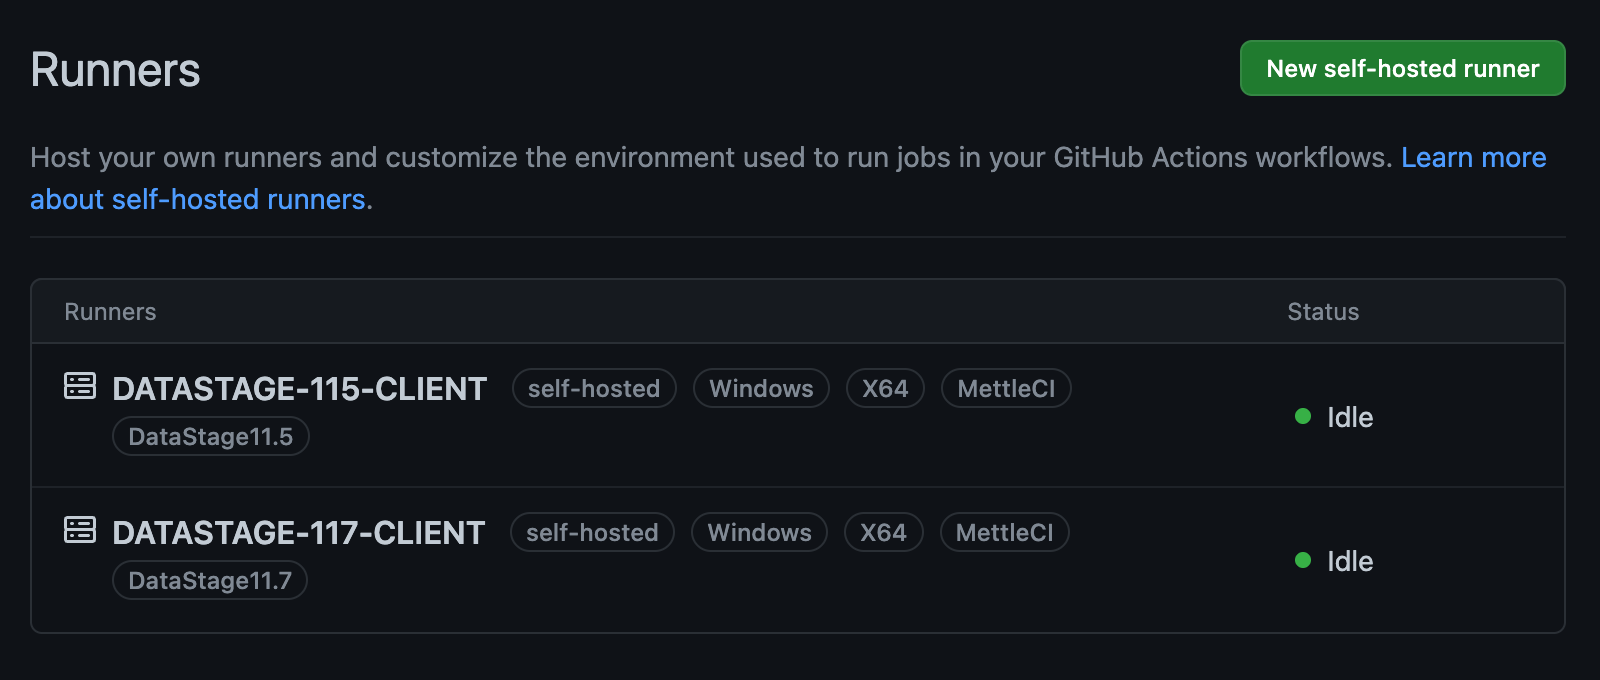 Runners
New self-hosted runner
Host your own runners and customize the environment used to run jobs in your GitHub Actions workflows. Learn more
about self-hosted runners.
Runners Status
DATASTAGE-115-CLIENT self-hosted Windows X64 MettleCI
DataStage11.5
Idle
DATASTAGE-117-CLIENT self-hosted Windows X64 MettleCI
DataStage11.7
Idle